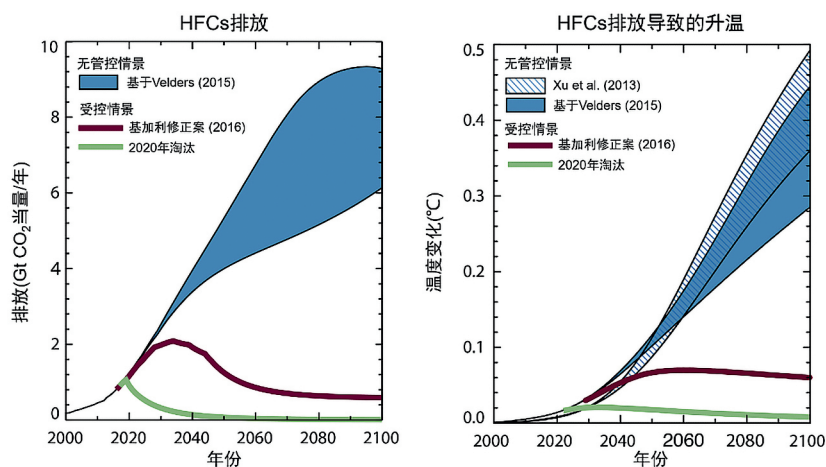 HFCs排放
排放(Gt CO₂当量/年)
10
8
6
4
2
0
无管控情景
基于Velders (2015)
受控情景
基加利修正案 (2016)
2020年淘汰
2000 2020 2040 2060 2080 2100
年份
HFCs排放导致的升温
温度变化(℃)
0.5
0.4
0.3
0.2
0.1
0.0
无管控情景
Xu et al. (2013)
基于Velders (2015)
受控情景
基加利修正案 (2016)
2020年淘汰
2000 2020 2040 2060 2080 2100
年份